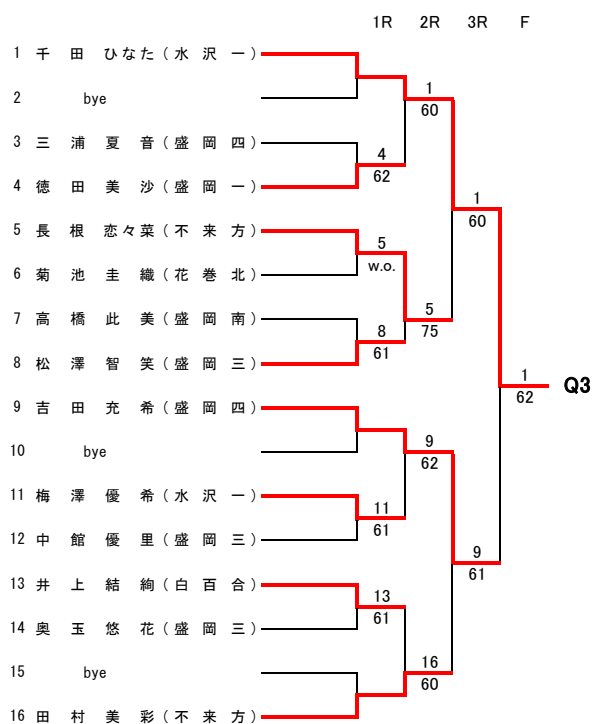 1R 2R 3R F
1 千 田 ひなた(水 沢 一)
2 bye
3 三 浦 夏 音(盛 岡 四)
4 徳 田 美 沙(盛 岡 一)
5 長 根 恋々菜(不 来 方)
6 菊 池 圭 織(花 巻 北)
7 高 橋 此 美(盛 岡 南)
8 松 澤 智 笑(盛 岡 三)
9 吉 田 充 希(盛 岡 四)
10 bye
11 梅 澤 優 希(水 沢 一)
12 中 館 優 里(盛 岡 三)
13 井 上 結 絢(白 百 合)
14 奥 玉 悠 花(盛 岡 三)
15 bye
16 田 村 美 彩(不 来 方)
4
62
5
w.o.
8
61
11
61
13
61
1
60
5
75
9
62
16
60
1
60
9
61
1
62
Q3